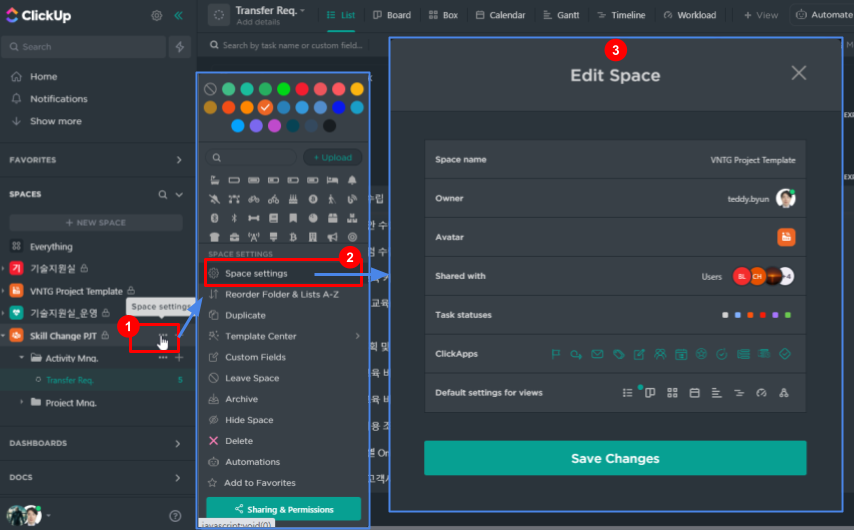 ClickUp
Search
Home
Notifications
Show more
FAVORITES
SPACES
+ NEW SPACE
Everything
기술지원실
VNTG Project Template
기술지원실_운영
Skill Change PJT
Activity Mng.
Transfer Req.
5
Project Mng.
DASHBOARDS
DOCS
Space settings
1
Transfer Req.
Add details
List
Board
Box
Calendar
Gantt
Timeline
Workload
+ View
Automate
Search by task name or custom field...
+ Upload
SPACE SETTINGS
2
Space settings
Reorder Folder & Lists A-Z
Duplicate
Template Center
Custom Fields
Leave Space
Archive
Hide Space
Delete
Automations
Add to Favorites
Sharing & Permissions
javascript:void(0)
3
Edit Space
Space name
VNTG Project Template
Owner
teddy.byun
Avatar
Shared with
Users
BL
CH
+4
Task statuses
ClickApps
Default settings for views
Save Changes